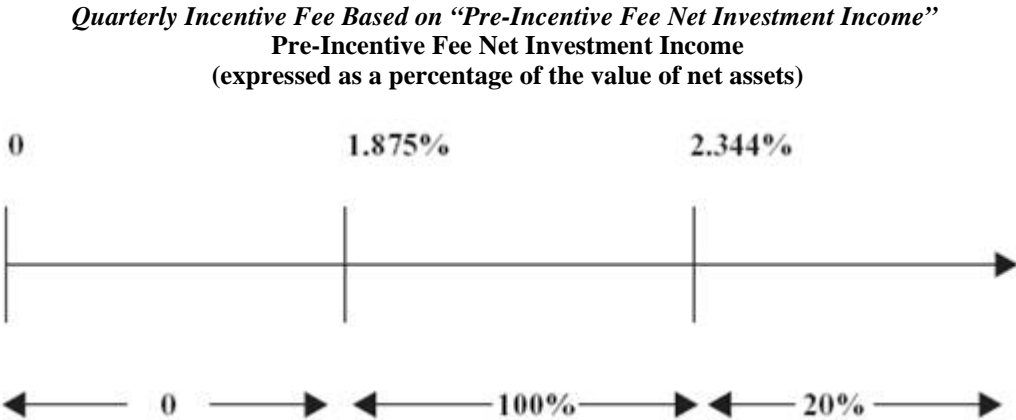 Quarterly Incentive Fee Based on “Pre-Incentive Fee Net Investment Income”
Pre-Incentive Fee Net Investment Income
(expressed as a percentage of the value of net assets)
0 1.875% 2.344%
0 100% 20%